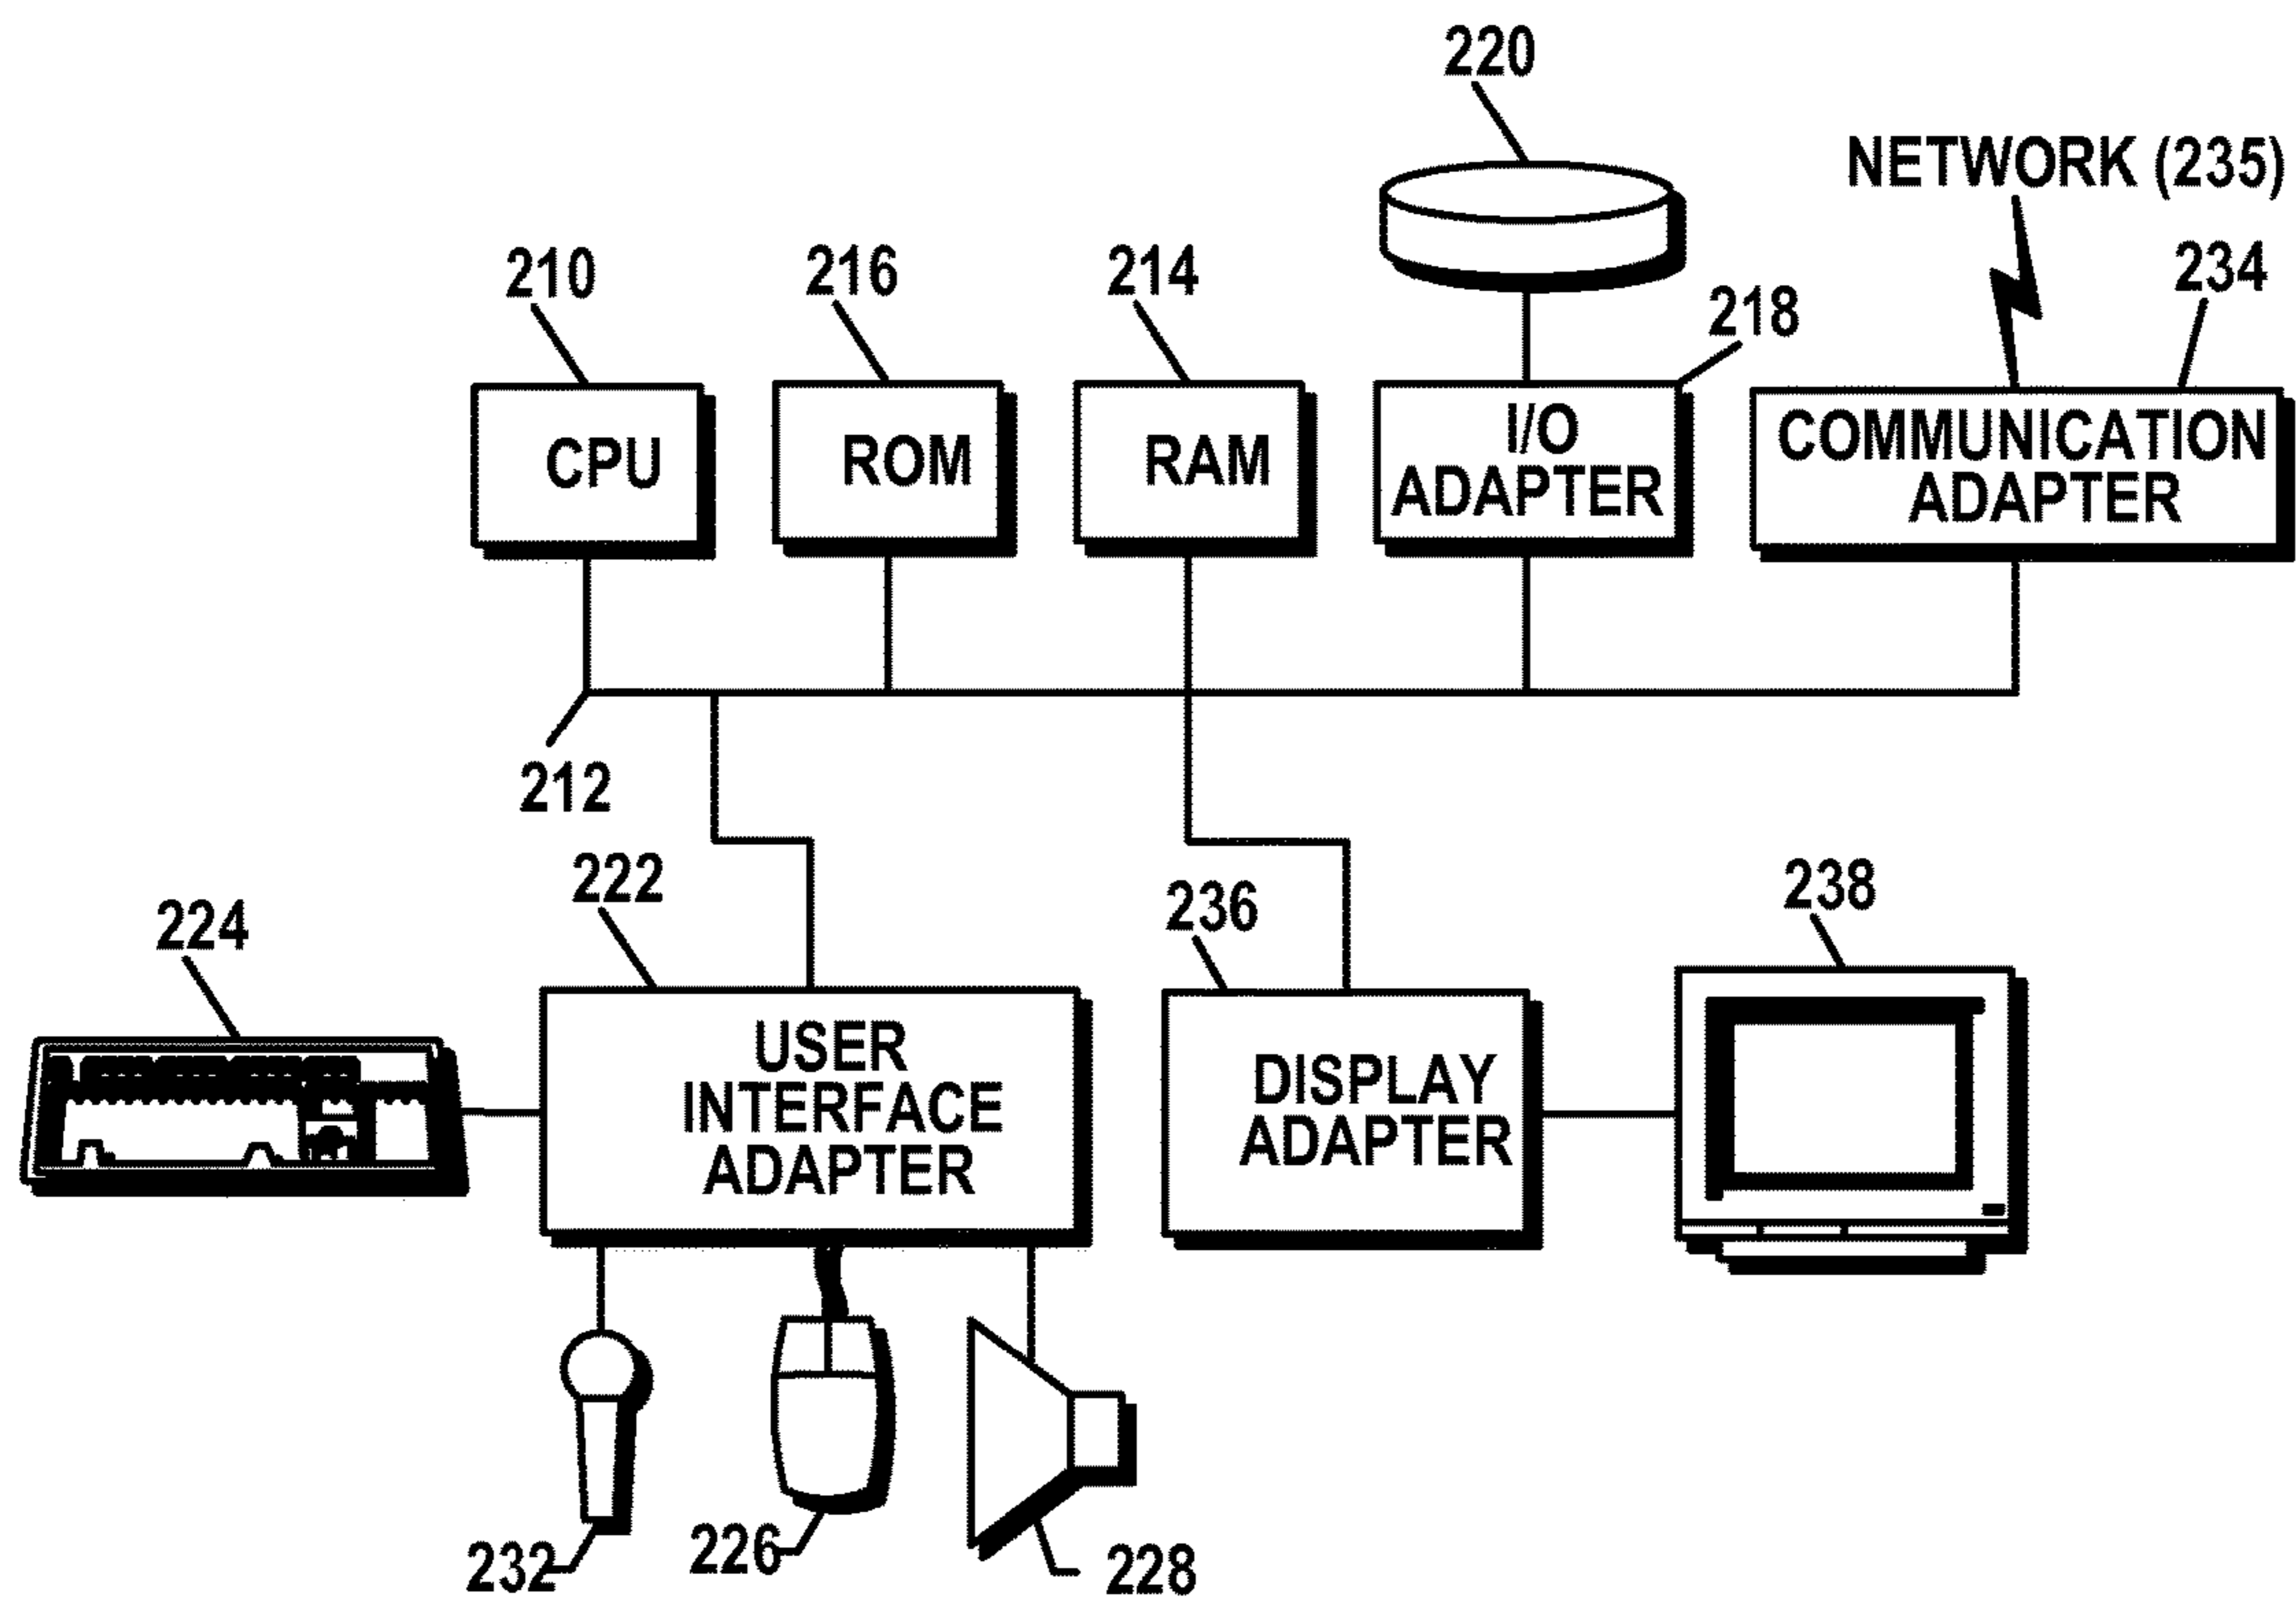 220
NETWORK (235)
210
216
214
218
234
CPU
ROM
RAM
I/O
ADAPTER
COMMUNICATION
ADAPTER
212
222
224
236
238
USER
INTERFACE
ADAPTER
DISPLAY
ADAPTER
232
226
228